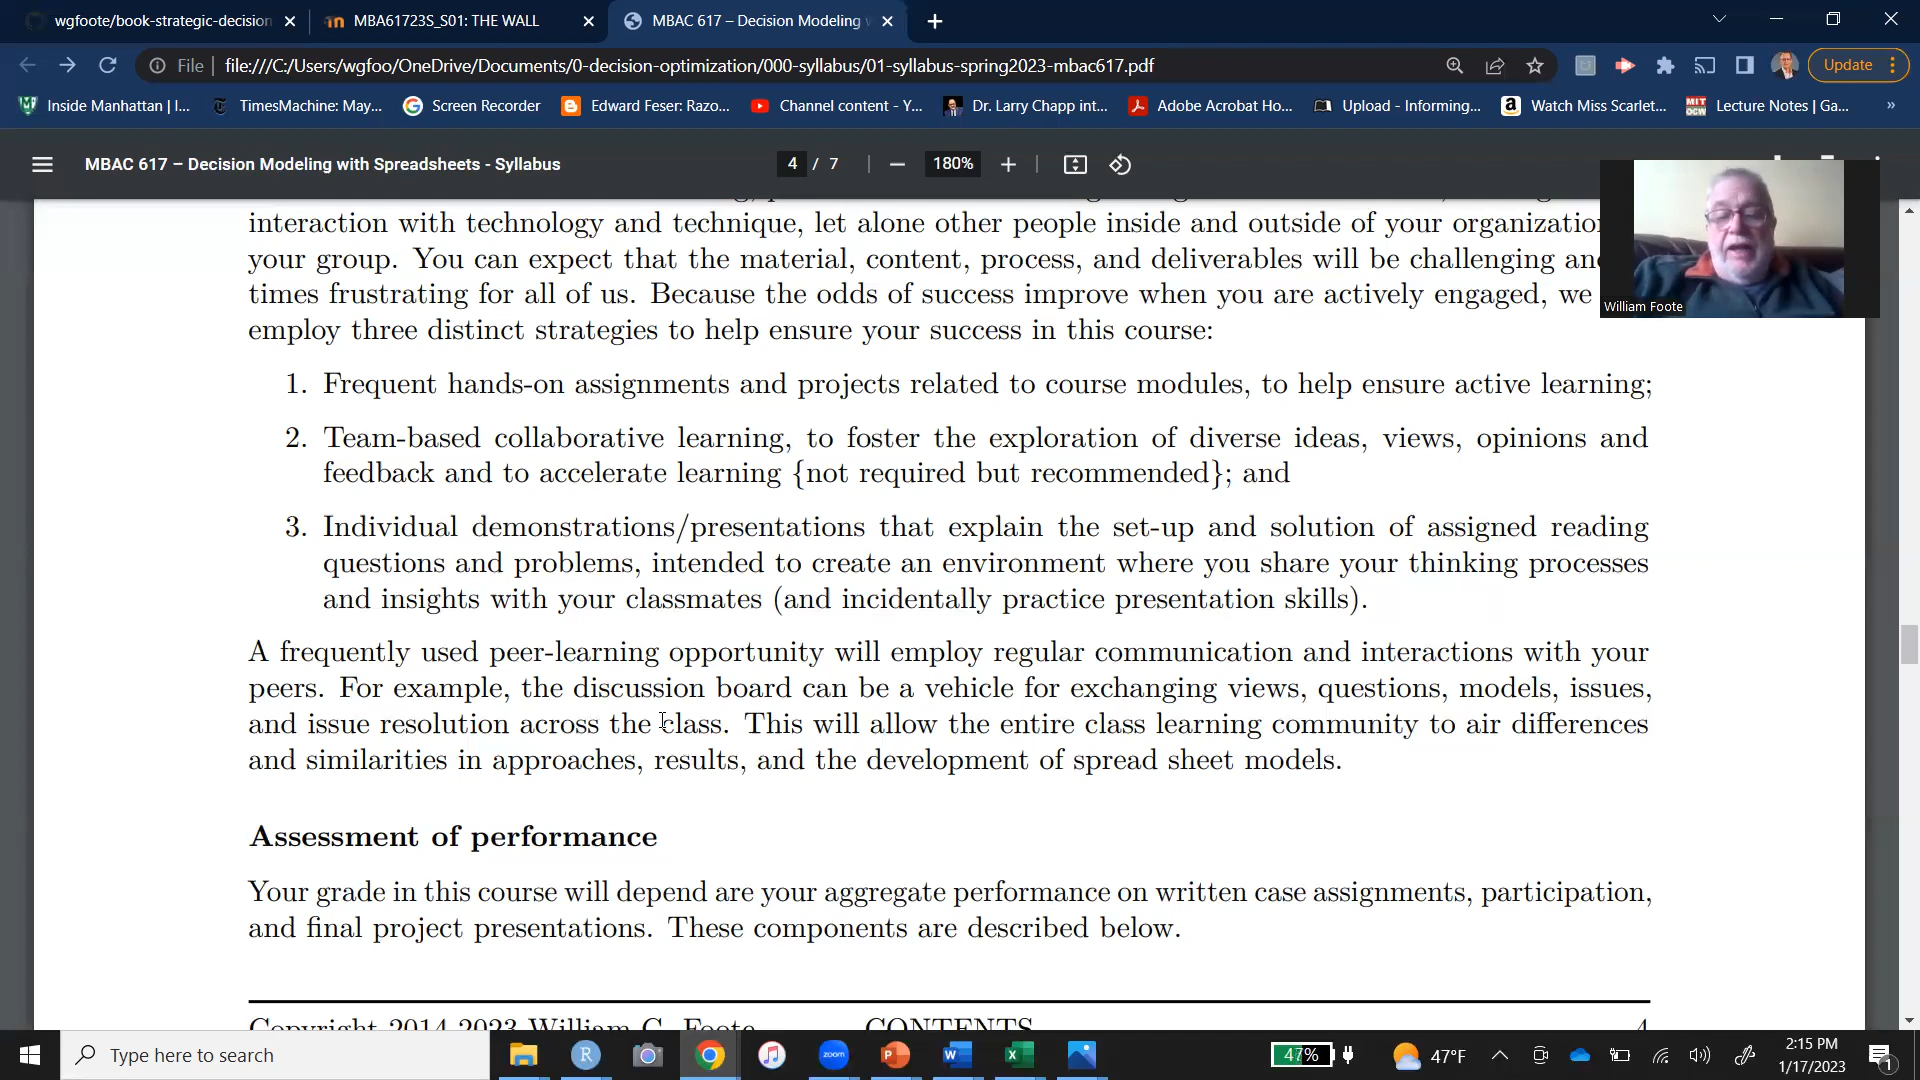 wgfoote/book-strategic-decision
MBA61723S_S01: THE WALL
MBAC 617 – Decision Modeling w
File
file:///C:/Users/wgfoo/OneDrive/Documents/0-decision-optimization/000-syllabus/01-syllabus-spring2023-mbac617.pdf
Update
Inside Manhattan | I...
TimesMachine: May...
Screen Recorder
Edward Feser: Razo...
Channel content - Y...
Dr. Larry Chapp int...
Adobe Acrobat Ho...
Upload - Informing...
Watch Miss Scarlet...
MIT OCW
Lecture Notes | Ga...
»
MBAC 617 – Decision Modeling with Spreadsheets - Syllabus
4 / 7
180%
interaction with technology and technique, let alone other people inside and outside of your organization
your group. You can expect that the material, content, process, and deliverables will be challenging an
times frustrating for all of us. Because the odds of success improve when you are actively engaged, we
employ three distinct strategies to help ensure your success in this course:
William Foote
1. Frequent hands-on assignments and projects related to course modules, to help ensure active learning;
2. Team-based collaborative learning, to foster the exploration of diverse ideas, views, opinions and
feedback and to accelerate learning {not required but recommended}; and
3. Individual demonstrations/presentations that explain the set-up and solution of assigned reading
questions and problems, intended to create an environment where you share your thinking processes
and insights with your classmates (and incidentally practice presentation skills).
A frequently used peer-learning opportunity will employ regular communication and interactions with your
peers. For example, the discussion board can be a vehicle for exchanging views, questions, models, issues,
and issue resolution across the class. This will allow the entire class learning community to air differences
and similarities in approaches, results, and the development of spread sheet models.
Assessment of performance
Your grade in this course will depend are your aggregate performance on written case assignments, participation,
and final project presentations. These components are described below.
Copyright 2014-2023 William G. Foote
CONTENTS
4
Type here to search
zoom
47%
47°F
2:15 PM
1/17/2023
1